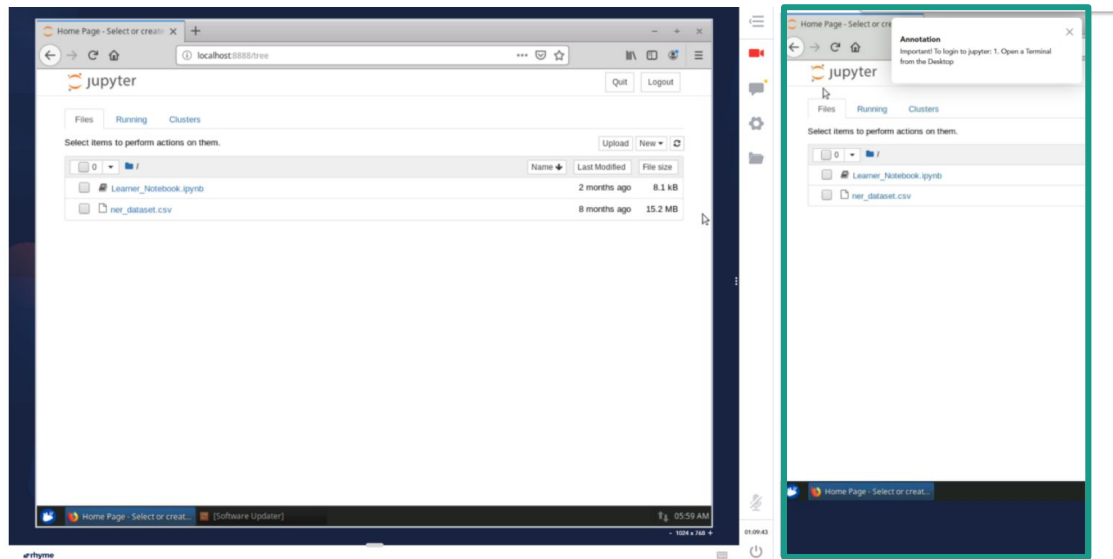 Home Page - Select or create
localhost:8888/tree
jupyter
Quit
Logout
Files
Running
Clusters
Select items to perform actions on them.
Upload
New
0
/
Name
Last Modified
File size
Learner_Notebook.ipynb
2 months ago
8.1 kB
ner_dataset.csv
8 months ago
15.2 MB
Home Page - Select or creat...
[Software Updater]
05:59 AM
- 1024 x 768 +
rhyme
01:09:43
Home Page - Select or cre
Annotation
Important! To login to jupyter: 1. Open a Terminal
from the Desktop
jupyter
Files
Running
Clusters
Select items to perform actions on them.
0
/
Learner_Notebook.ipynb
ner_dataset.csv
Home Page - Select or creat...